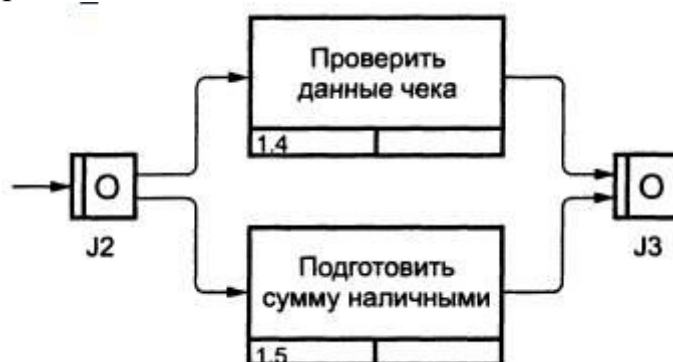 Проверить
данные чека
1.4
O
J2
O
J3
Подготовить
сумму наличными
1.5